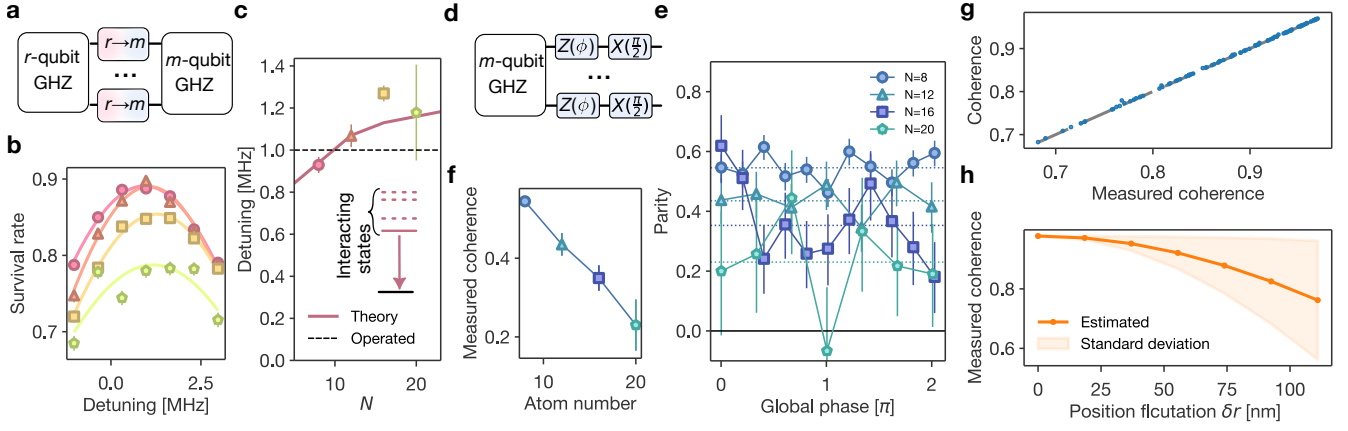 a
r-qubit
GHZ
r→m
...
r→m
m-qubit
GHZ
b
Survival rate
0.9
0.8
0.7
0.0
2.5
Detuning [MHz]
c
Detuning [MHz]
1.4
1.2
1.0
0.8
0.6
0.4
0.2
0.0
Interacting
states
Theory
Operated
10
20
N
d
m-qubit
GHZ
Z(ϕ)
X(π/2)
...
Z(ϕ)
X(π/2)
f
Measured coherence
0.4
0.2
10
20
Atom number
e
Parity
0.8
0.6
0.4
0.2
0.0
N=8
N=12
N=16
N=20
0
1
2
Global phase [π]
g
Coherence
0.9
0.7
0.7
0.8
0.9
Measured coherence
h
Measured coherence
0.8
0.6
Estimated
Standard deviation
0
25
50
75
100
Position flcutation δr [nm]